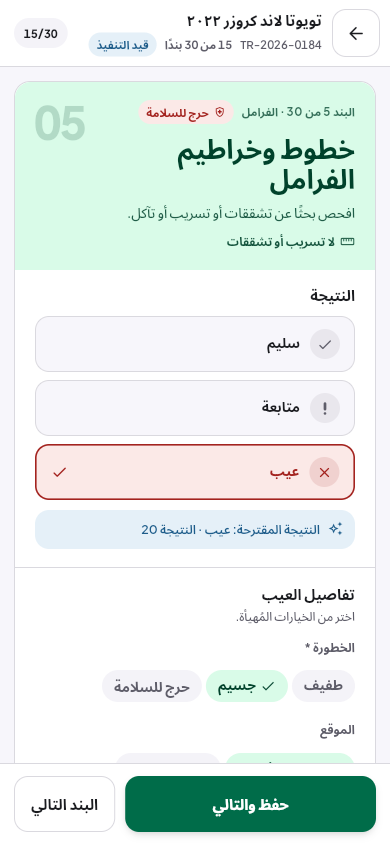 تويوتا لاند كروزر ٢٠٢٢
TR-2026-0184 15 من 30 بندًا قيد التنفيذ
15/30
البند 5 من 30 · الفرامل حرج للسلامة
05
خطوط وخراطيم
الفرامل
افحص بحثًا عن تشققات أو تسريب أو تآكل.
لا تسريب أو تشققات
النتيجة
سليم
متابعة
عيب
النتيجة المقترحة: عيب · النتيجة 20
تفاصيل العيب
اختر من الخيارات المُهيأة.
الخطورة *
طفيف
جسيم
حرج للسلامة
الموقع
حفظ والتالي
البند التالي